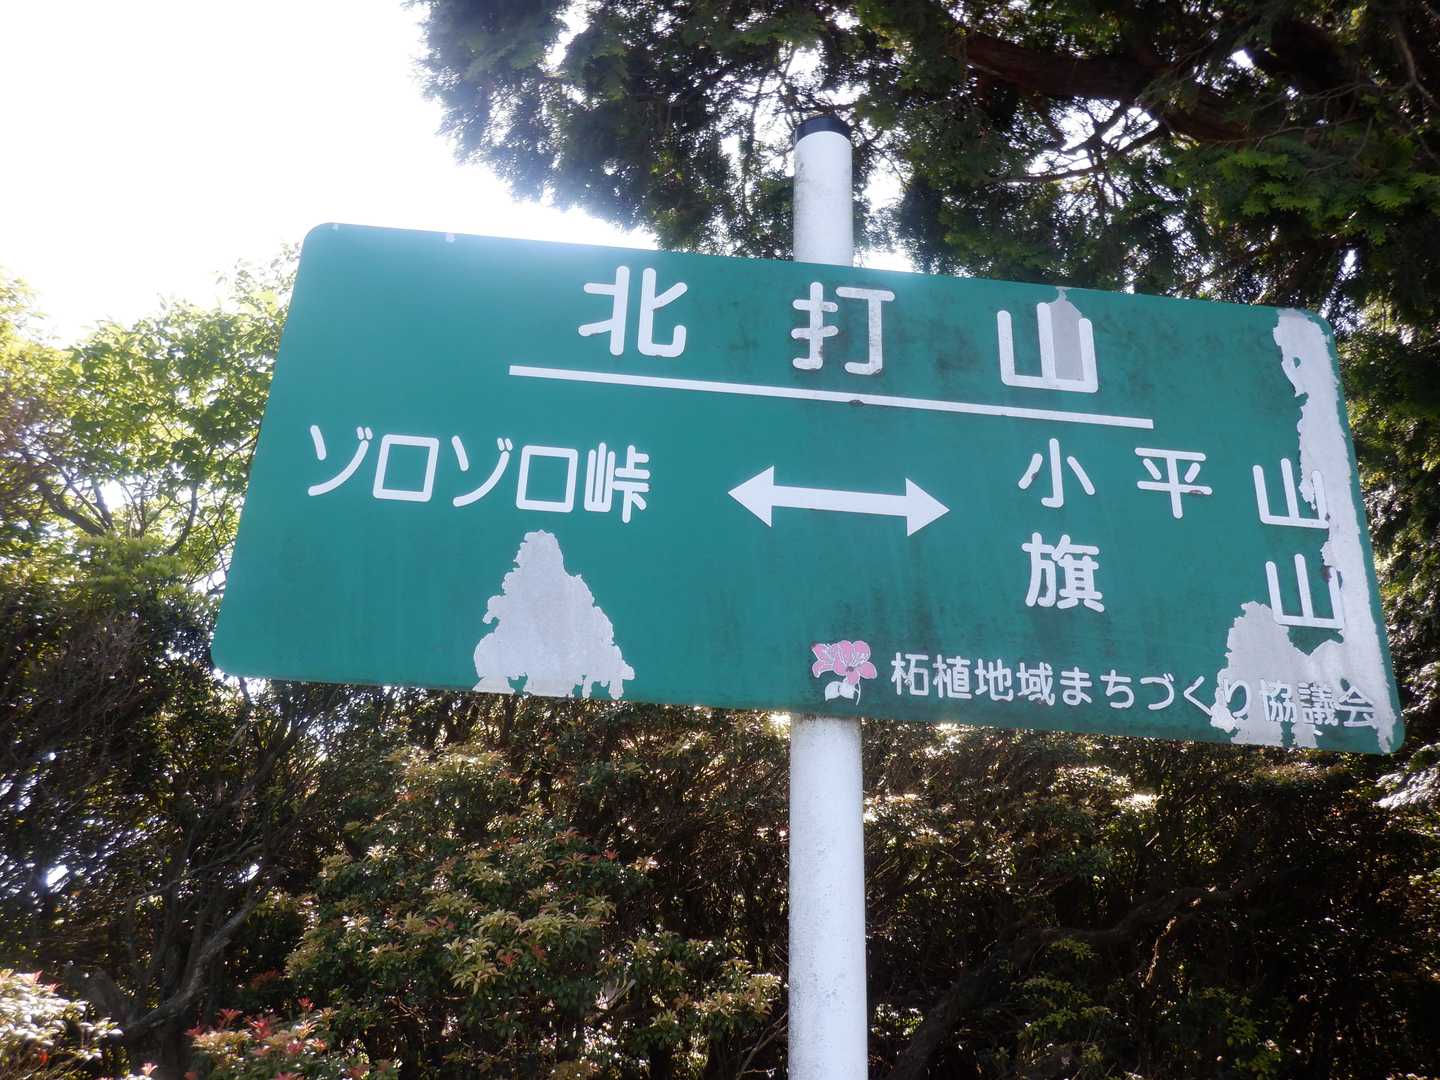 北打山
ゾロゾロ峠 ↔ 小平山
旗山
柘植地域まちづくり協議会